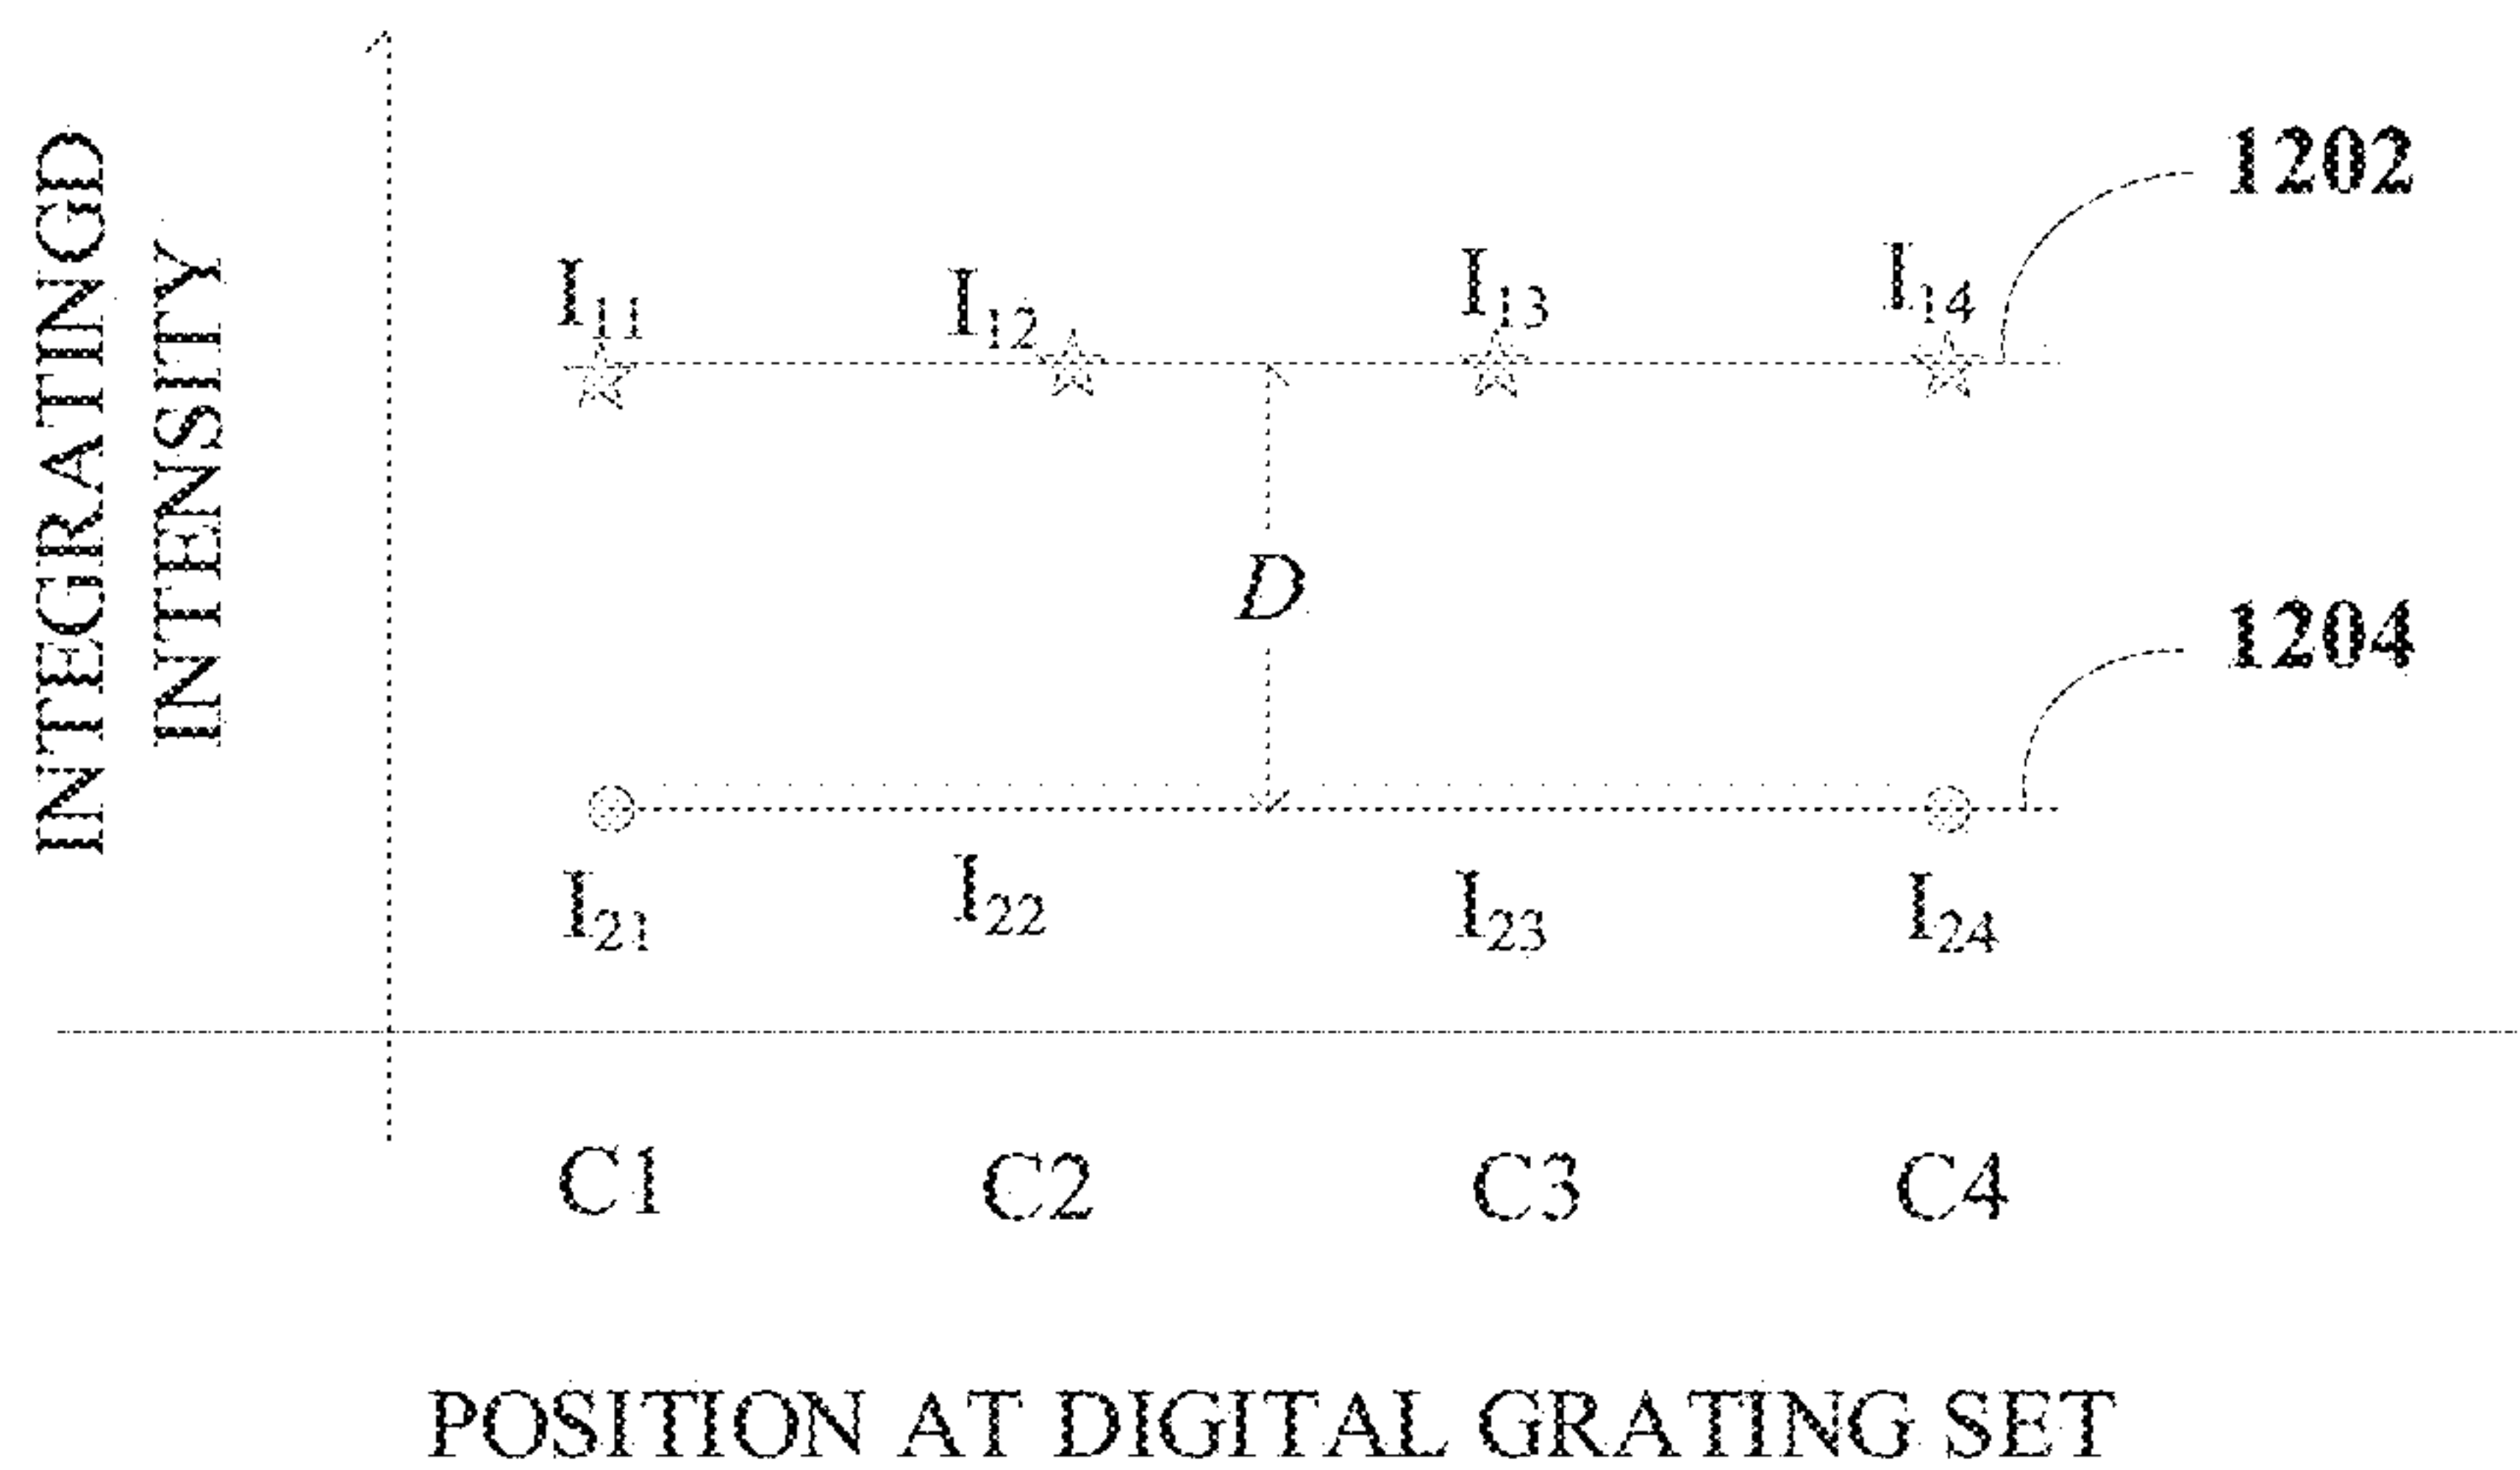 INTEGRATINGD
INTENSITY
1202
I11 I12 I13 I14
D
1204
I21 I22 I23 I24
C1 C2 C3 C4
POSITION AT DIGITAL GRATING SET